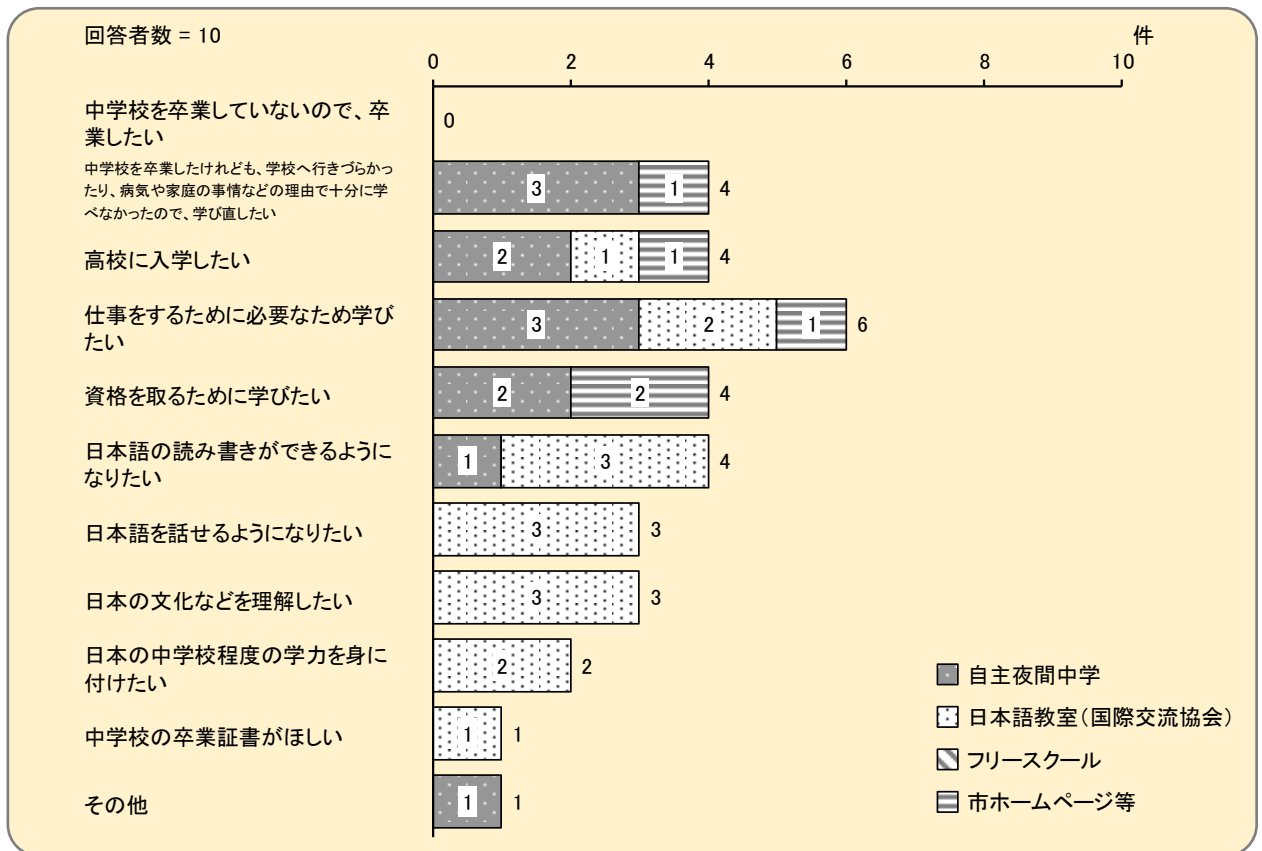 回答者数 = 10
件
0 2 4 6 8 10
中学校を卒業していないので、卒
業したい
0
中学校を卒業したけれども、学校へ行きづらかっ
たり、病気や家庭の事情などの理由で十分に学
べなかったので、学び直したい
3 1 4
高校に入学したい
2 1 1 4
仕事をするために必要なため学び
たい
3 2 1 6
資格を取るために学びたい
2 2 4
日本語の読み書きができるように
なりたい
1 3 4
日本語を話せるようになりたい
3 3
日本の文化などを理解したい
3 3
日本の中学校程度の学力を身に
付けたい
2 2
中学校の卒業証書がほしい
1 1
その他
1 1
自主夜間中学
日本語教室(国際交流協会)
フリースクール
市ホームページ等